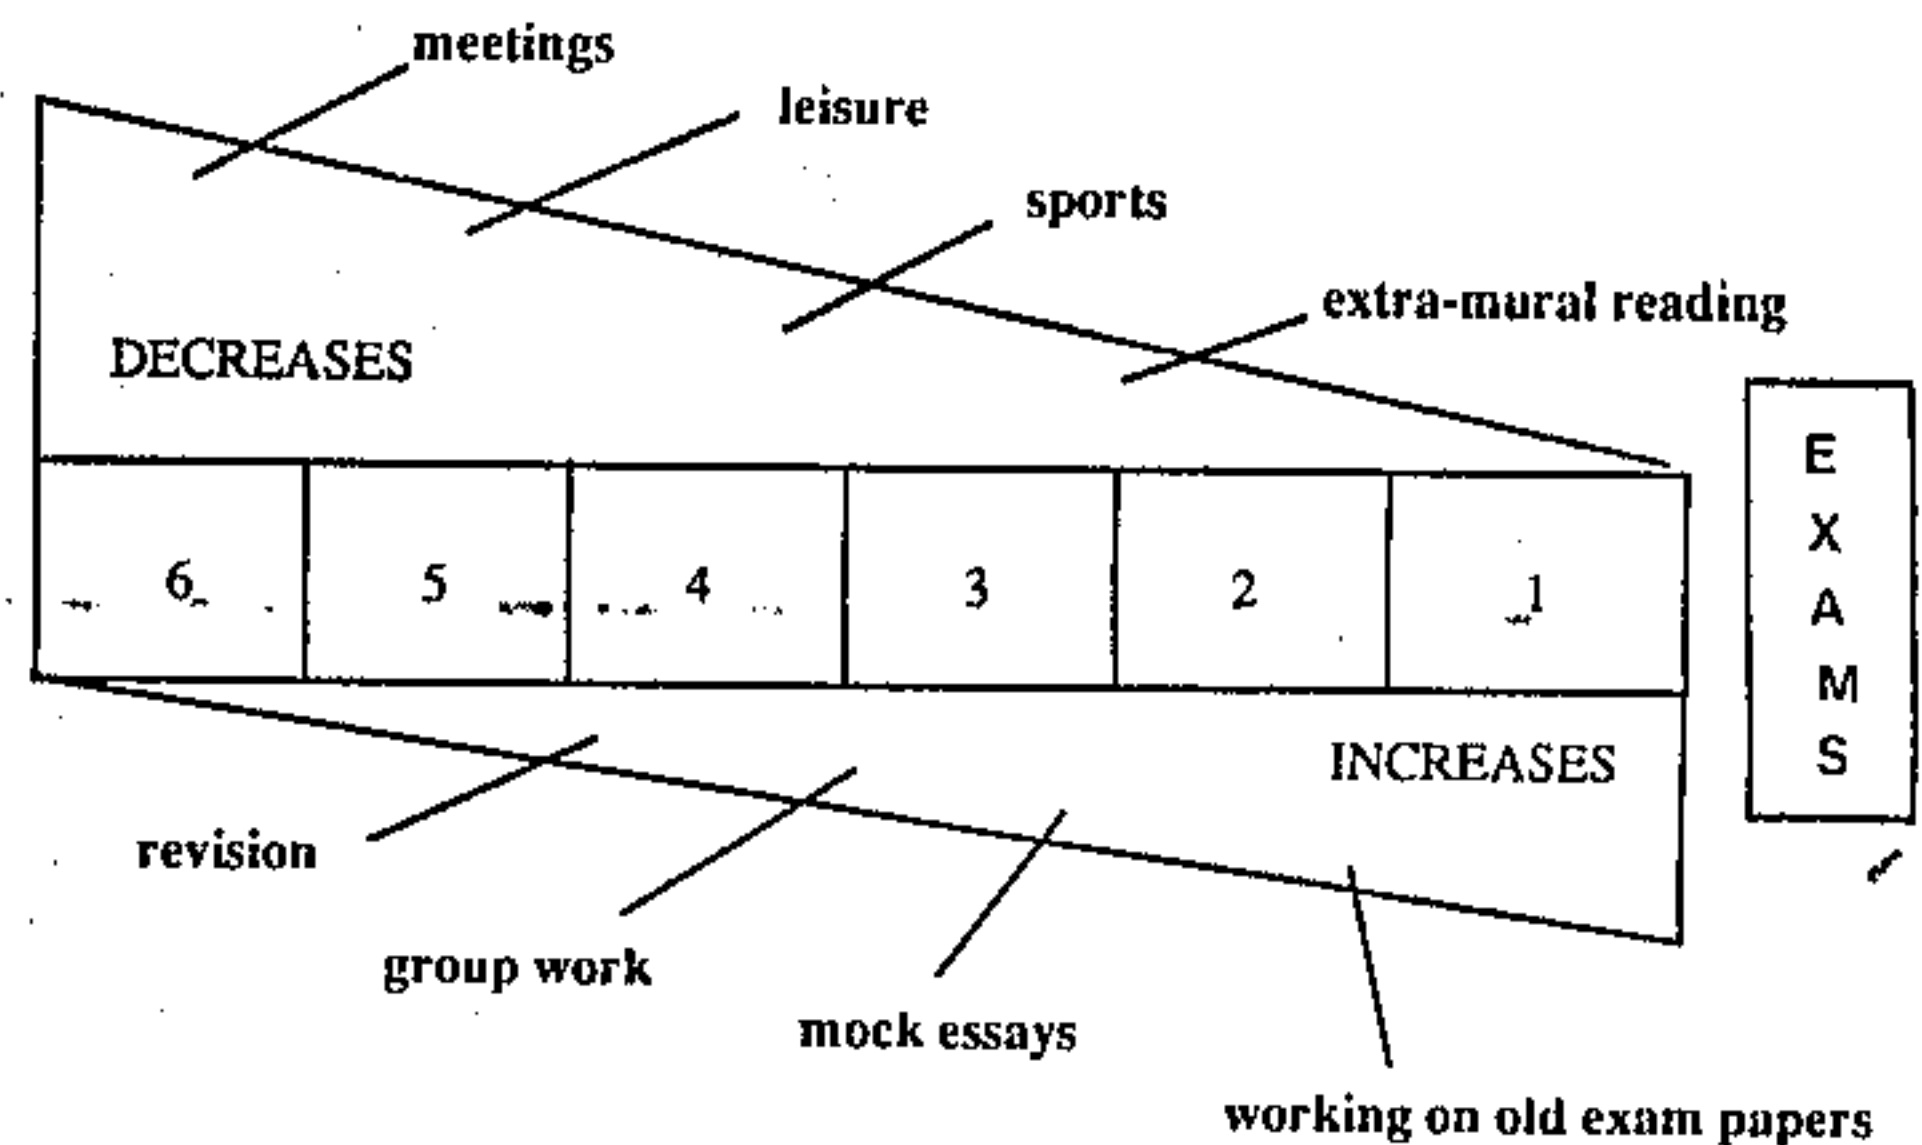 meetings
leisure
sports
extra-mural reading
DECREASES
6 5 4 3 2 1
E
X
A
M
S
INCREASES
revision
group work
mock essays
working on old exam papers